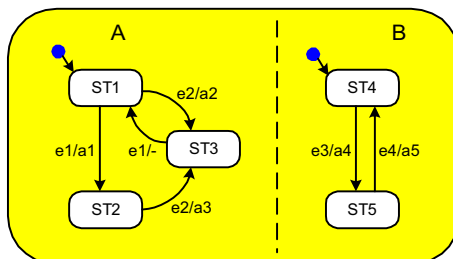 A
B
ST1
ST4
e2/a2
e1/a1
e1/-
ST3
e3/a4
e4/a5
ST2
e2/a3
ST5